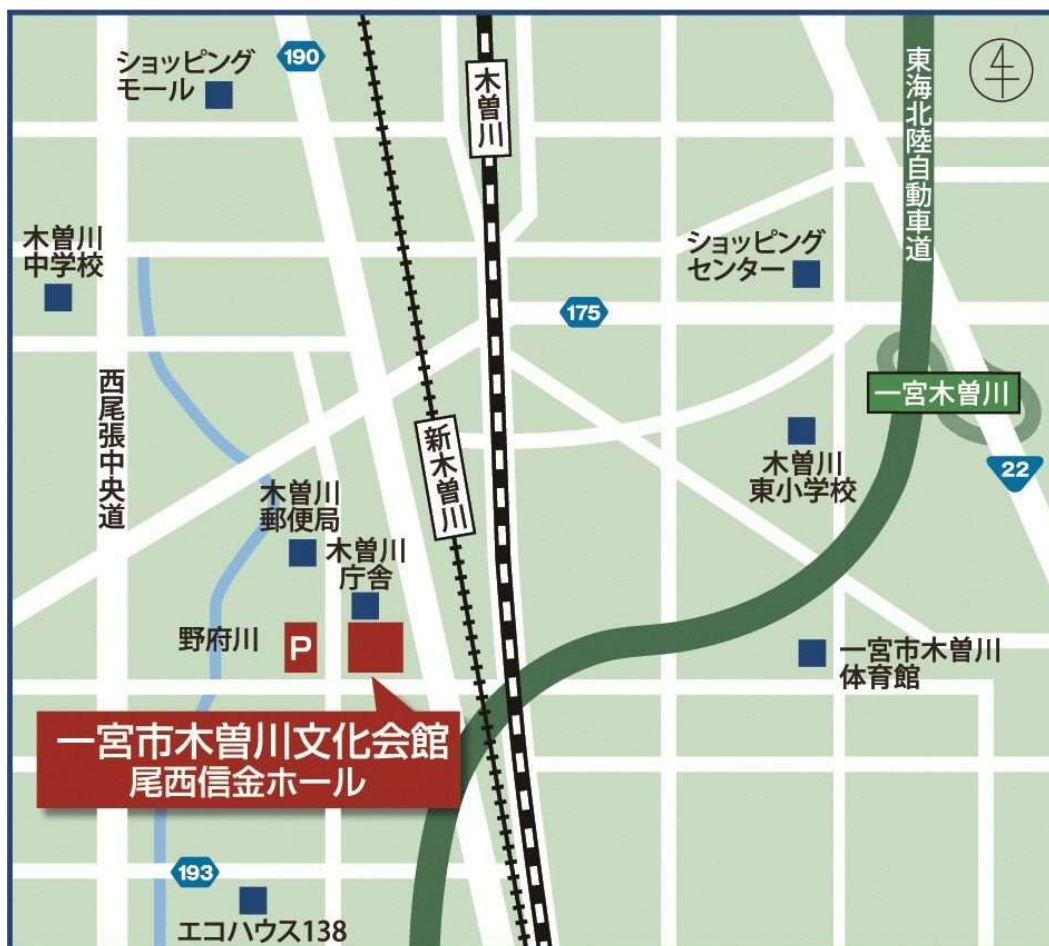 ショッピング
モール
190
木曽川
東海北陸自動車道
木曽川
中学校
ショッピング
センター
175
西尾張中央道
一宮木曽川
新木曽川
木曽川
東小学校
22
木曽川
郵便局
木曽川
庁舎
野府川
P
一宮市木曽川
体育館
一宮市木曽川文化会館
尾西信金ホール
193
エコハウス138